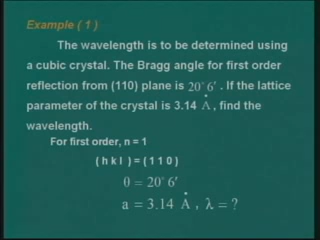 Example ( 1 )
The wavelength is to be determined using
a cubic crystal. The Bragg angle for first order
reflection from (110) plane is 20° 6′ . If the lattice
parameter of the crystal is 3.14 Å , find the
wavelength.
For first order, n = 1
( h k l ) = ( 1 1 0 )
θ = 20° 6′
a = 3.14 Å , λ = ?